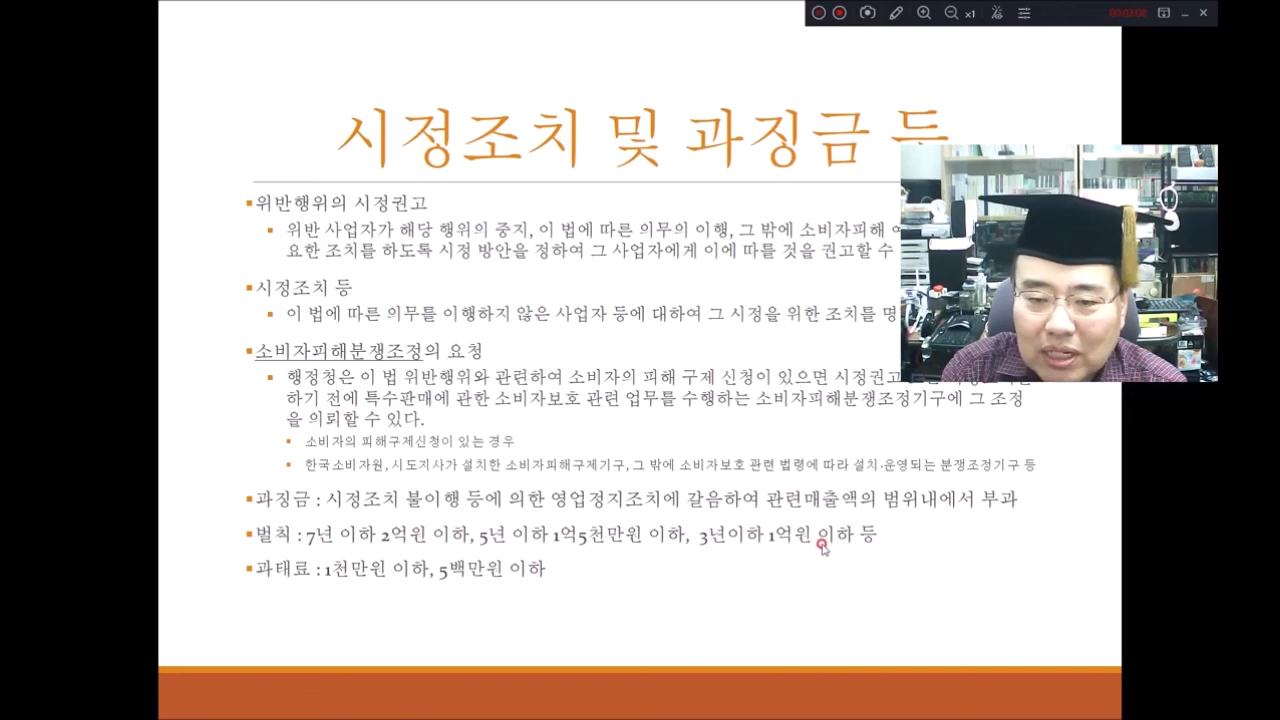 x1
00:02:08
시정조치 및 과징금 등
▪위반행위의 시정권고
▪ 위반 사업자가 해당 행위의 중지, 이 법에 따른 의무의 이행, 그 밖에 소비자피해
요한 조치를 하도록 시정 방안을 정하여 그 사업자에게 이에 따를 것을 권고할 수
▪시정조치 등
▪ 이 법에 따른 의무를 이행하지 않은 사업자 등에 대하여 그 시정을 위한 조치를 명
▪소비자피해분쟁조정의 요청
▪ 행정청은 이 법 위반행위와 관련하여 소비자의 피해 구제 신청이 있으면 시정권고
하기 전에 특수판매에 관한 소비자보호 관련 업무를 수행하는 소비자피해분쟁조정기구에 그 조정
을 의뢰할 수 있다.
▪ 소비자의 피해구제신청이 있는 경우
▪ 한국소비자원, 시도지사가 설치한 소비자피해구제기구, 그 밖에 소비자보호 관련 법령에 따라 설치·운영되는 분쟁조정기구 등
▪과징금 : 시정조치 불이행 등에 의한 영업정지조치에 갈음하여 관련매출액의 범위내에서 부과
▪벌칙 : 7년 이하 2억원 이하, 5년 이하 1억5천만원 이하, 3년이하 1억원 이하 등
▪과태료 : 1천만원 이하, 5백만원 이하